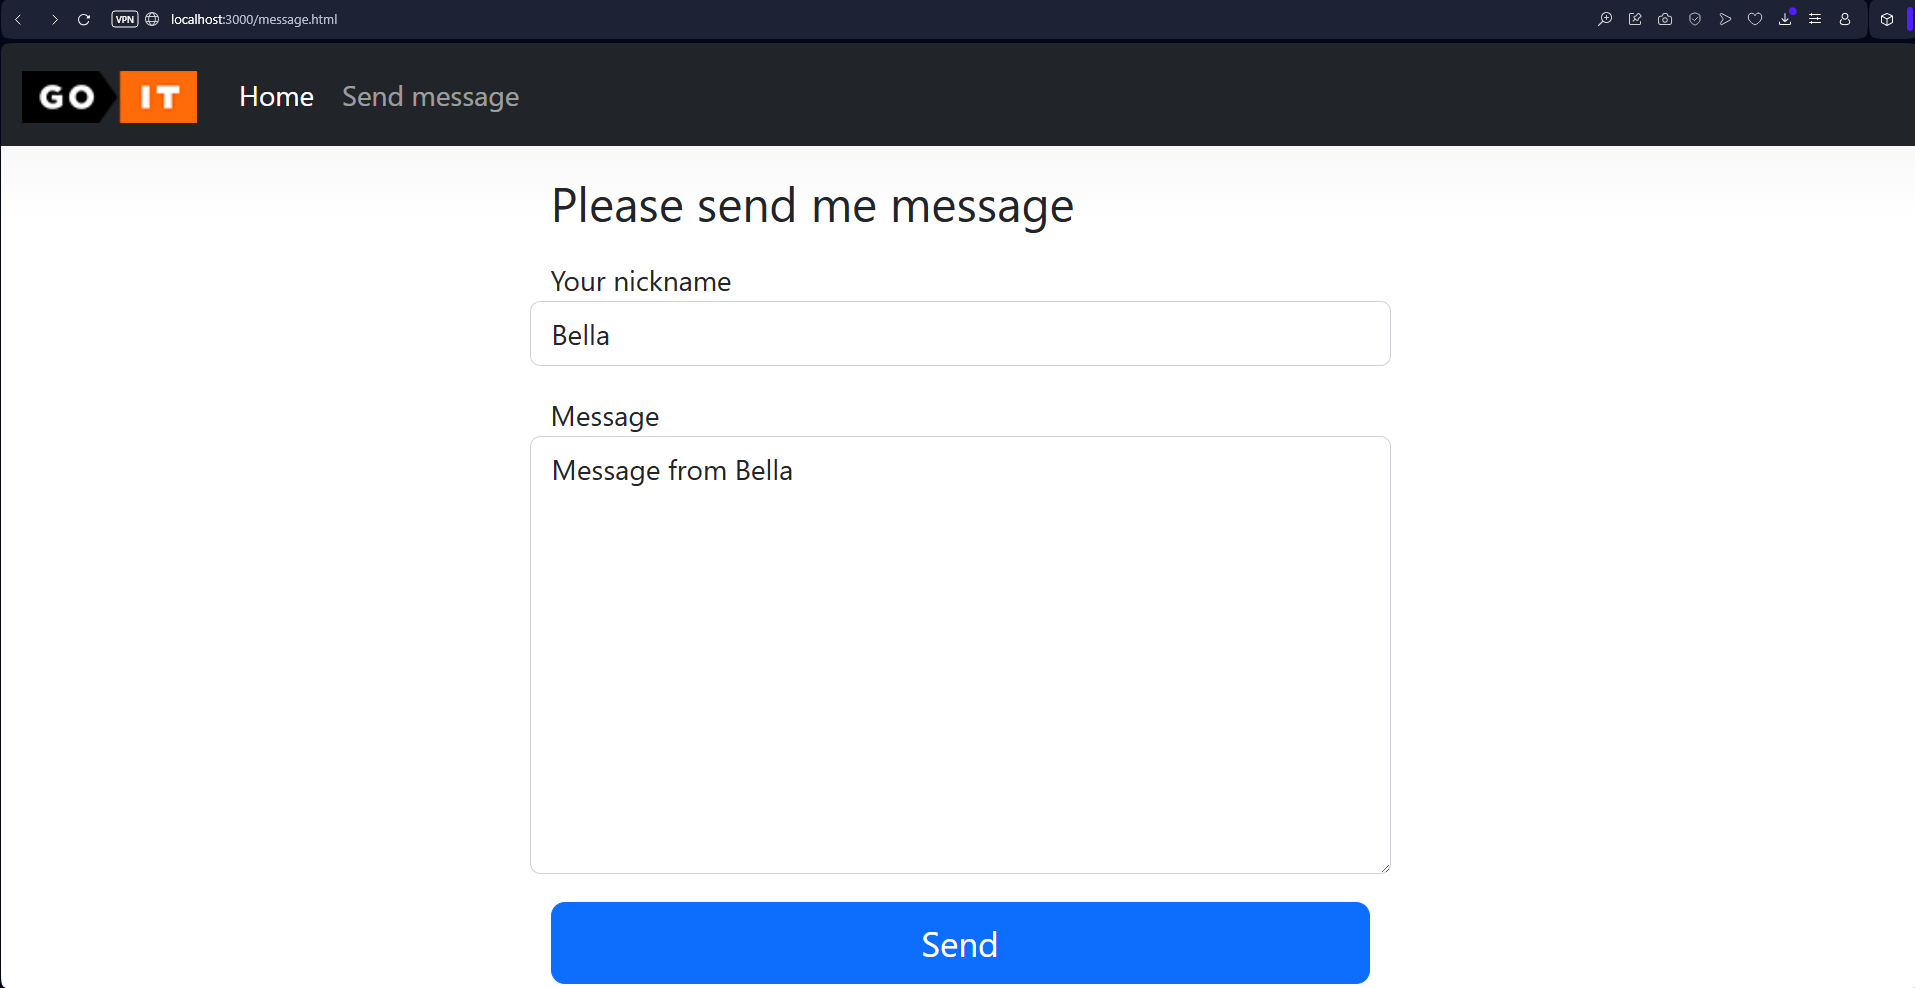 VPN localhost:3000/message.html
GO IT Home Send message
Please send me message
Your nickname
Bella
Message
Message from Bella
Send